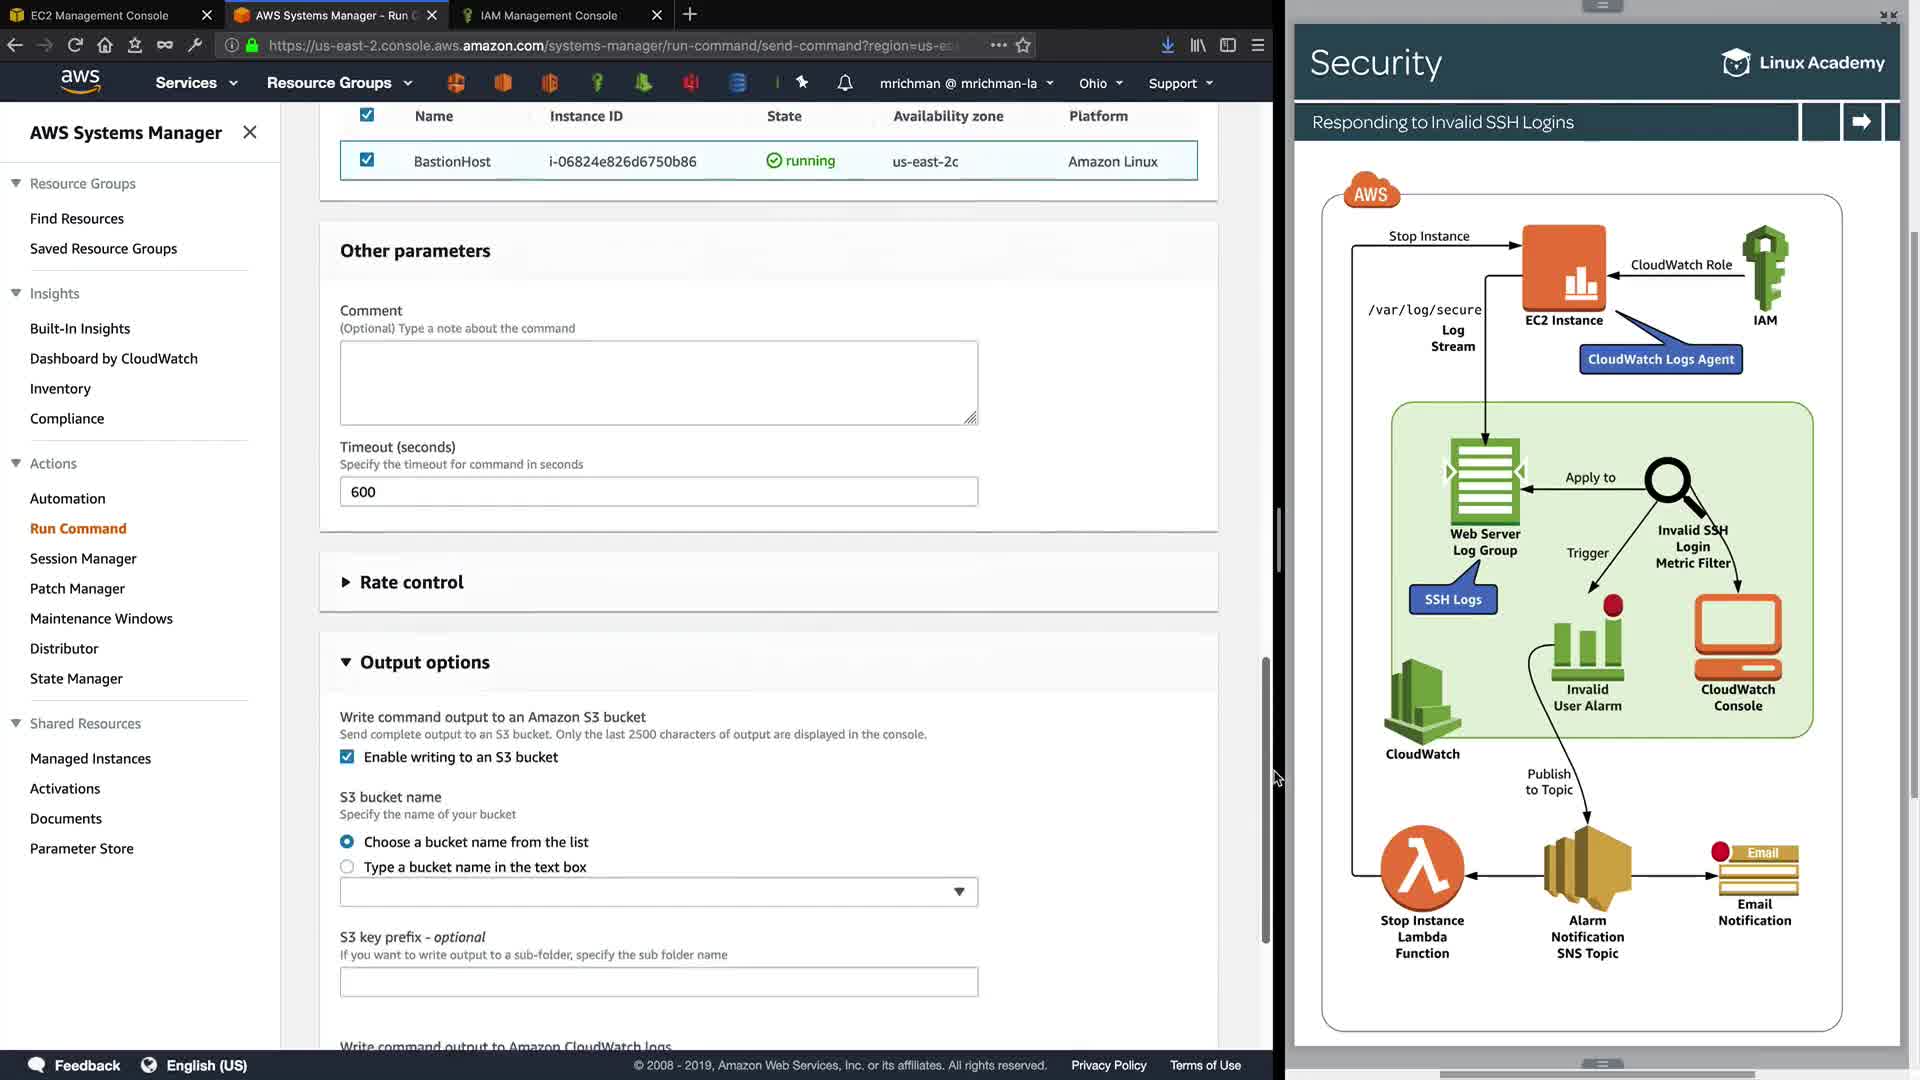 EC2 Management Console
AWS Systems Manager - Run C
IAM Management Console
https://us-east-2.console.aws.amazon.com/systems-manager/run-command/send-command?region=us-es
aws
Services
Resource Groups
mrichman @ mrichman-la
Ohio
Support
AWS Systems Manager
Resource Groups
Find Resources
Saved Resource Groups
Insights
Built-In Insights
Dashboard by CloudWatch
Inventory
Compliance
Actions
Automation
Run Command
Session Manager
Patch Manager
Maintenance Windows
Distributor
State Manager
Shared Resources
Managed Instances
Activations
Documents
Parameter Store
Name Instance ID State Availability zone Platform
BastionHost i-06824e826d6750b86 running us-east-2c Amazon Linux
Other parameters
Comment
(Optional) Type a note about the command
Timeout (seconds)
Specify the timeout for command in seconds
600
Rate control
Output options
Write command output to an Amazon S3 bucket
Send complete output to an S3 bucket. Only the last 2500 characters of output are displayed in the console.
Enable writing to an S3 bucket
S3 bucket name
Specify the name of your bucket
Choose a bucket name from the list
Type a bucket name in the text box
S3 key prefix - optional
If you want to write output to a sub-folder, specify the sub folder name
Write command output to Amazon CloudWatch logs
Feedback
English (US)
© 2008 - 2019, Amazon Web Services, Inc. or its affiliates. All rights reserved.
Privacy Policy
Terms of Use
Security
Linux Academy
Responding to Invalid SSH Logins
AWS
Stop Instance
CloudWatch Role
/var/log/secure
Log
Stream
EC2 Instance
IAM
CloudWatch Logs Agent
Apply to
Web Server
Log Group
Invalid SSH
Login
Metric Filter
Trigger
SSH Logs
Invalid
User Alarm
CloudWatch
Console
CloudWatch
Publish
to Topic
Email
Stop Instance
Lambda
Function
Alarm
Notification
SNS Topic
Email
Notification